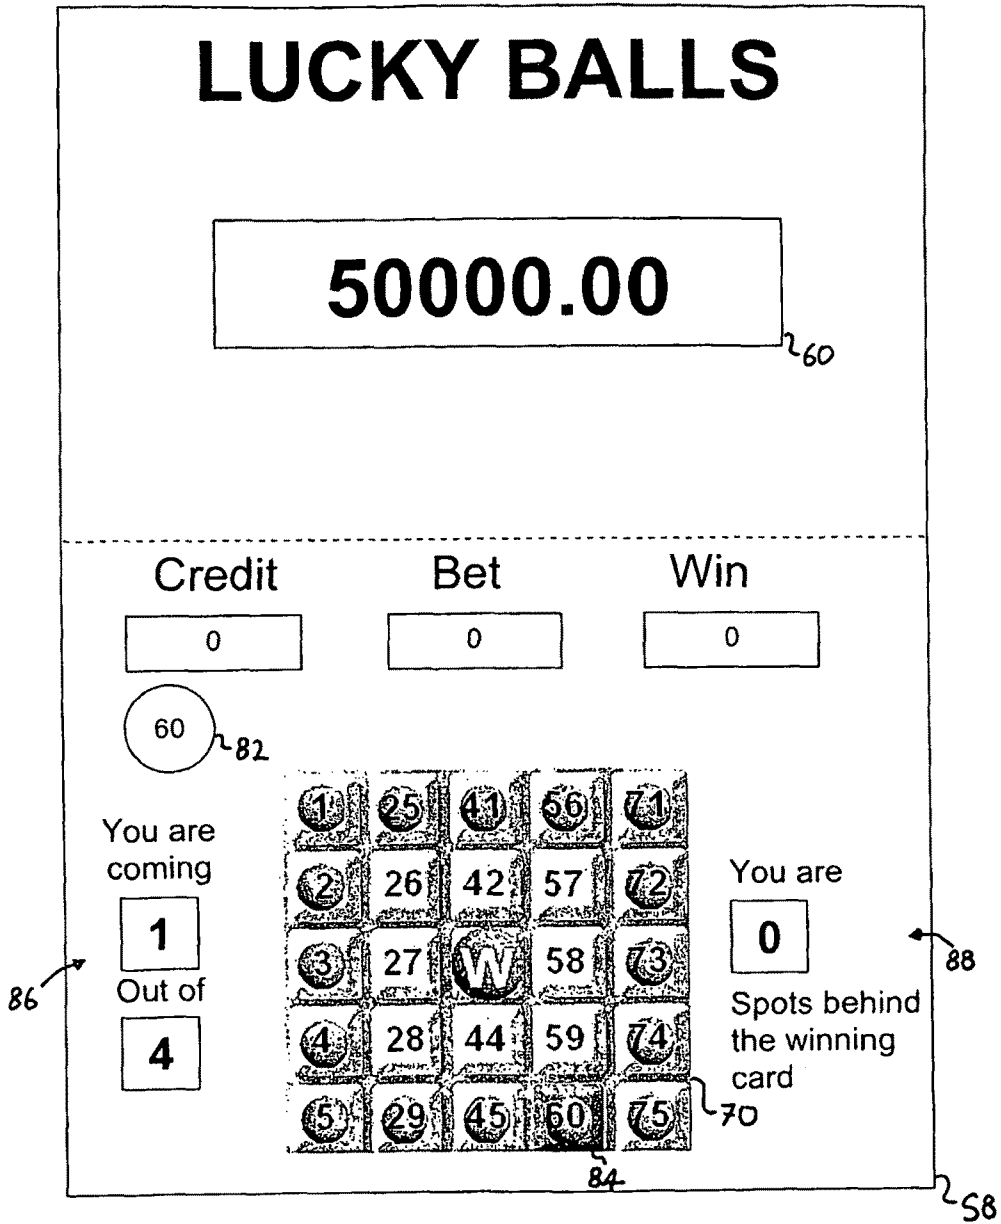 LUCKY BALLS
50000.00
60
Credit Bet Win
0 0 0
60
82
You are
coming
1
Out of
4
86
1 25 41 56 71
2 26 42 57 72
3 27 W 58 73
4 28 44 59 74
5 29 45 60 75
70
84
You are
0
Spots behind
the winning
card
88
58